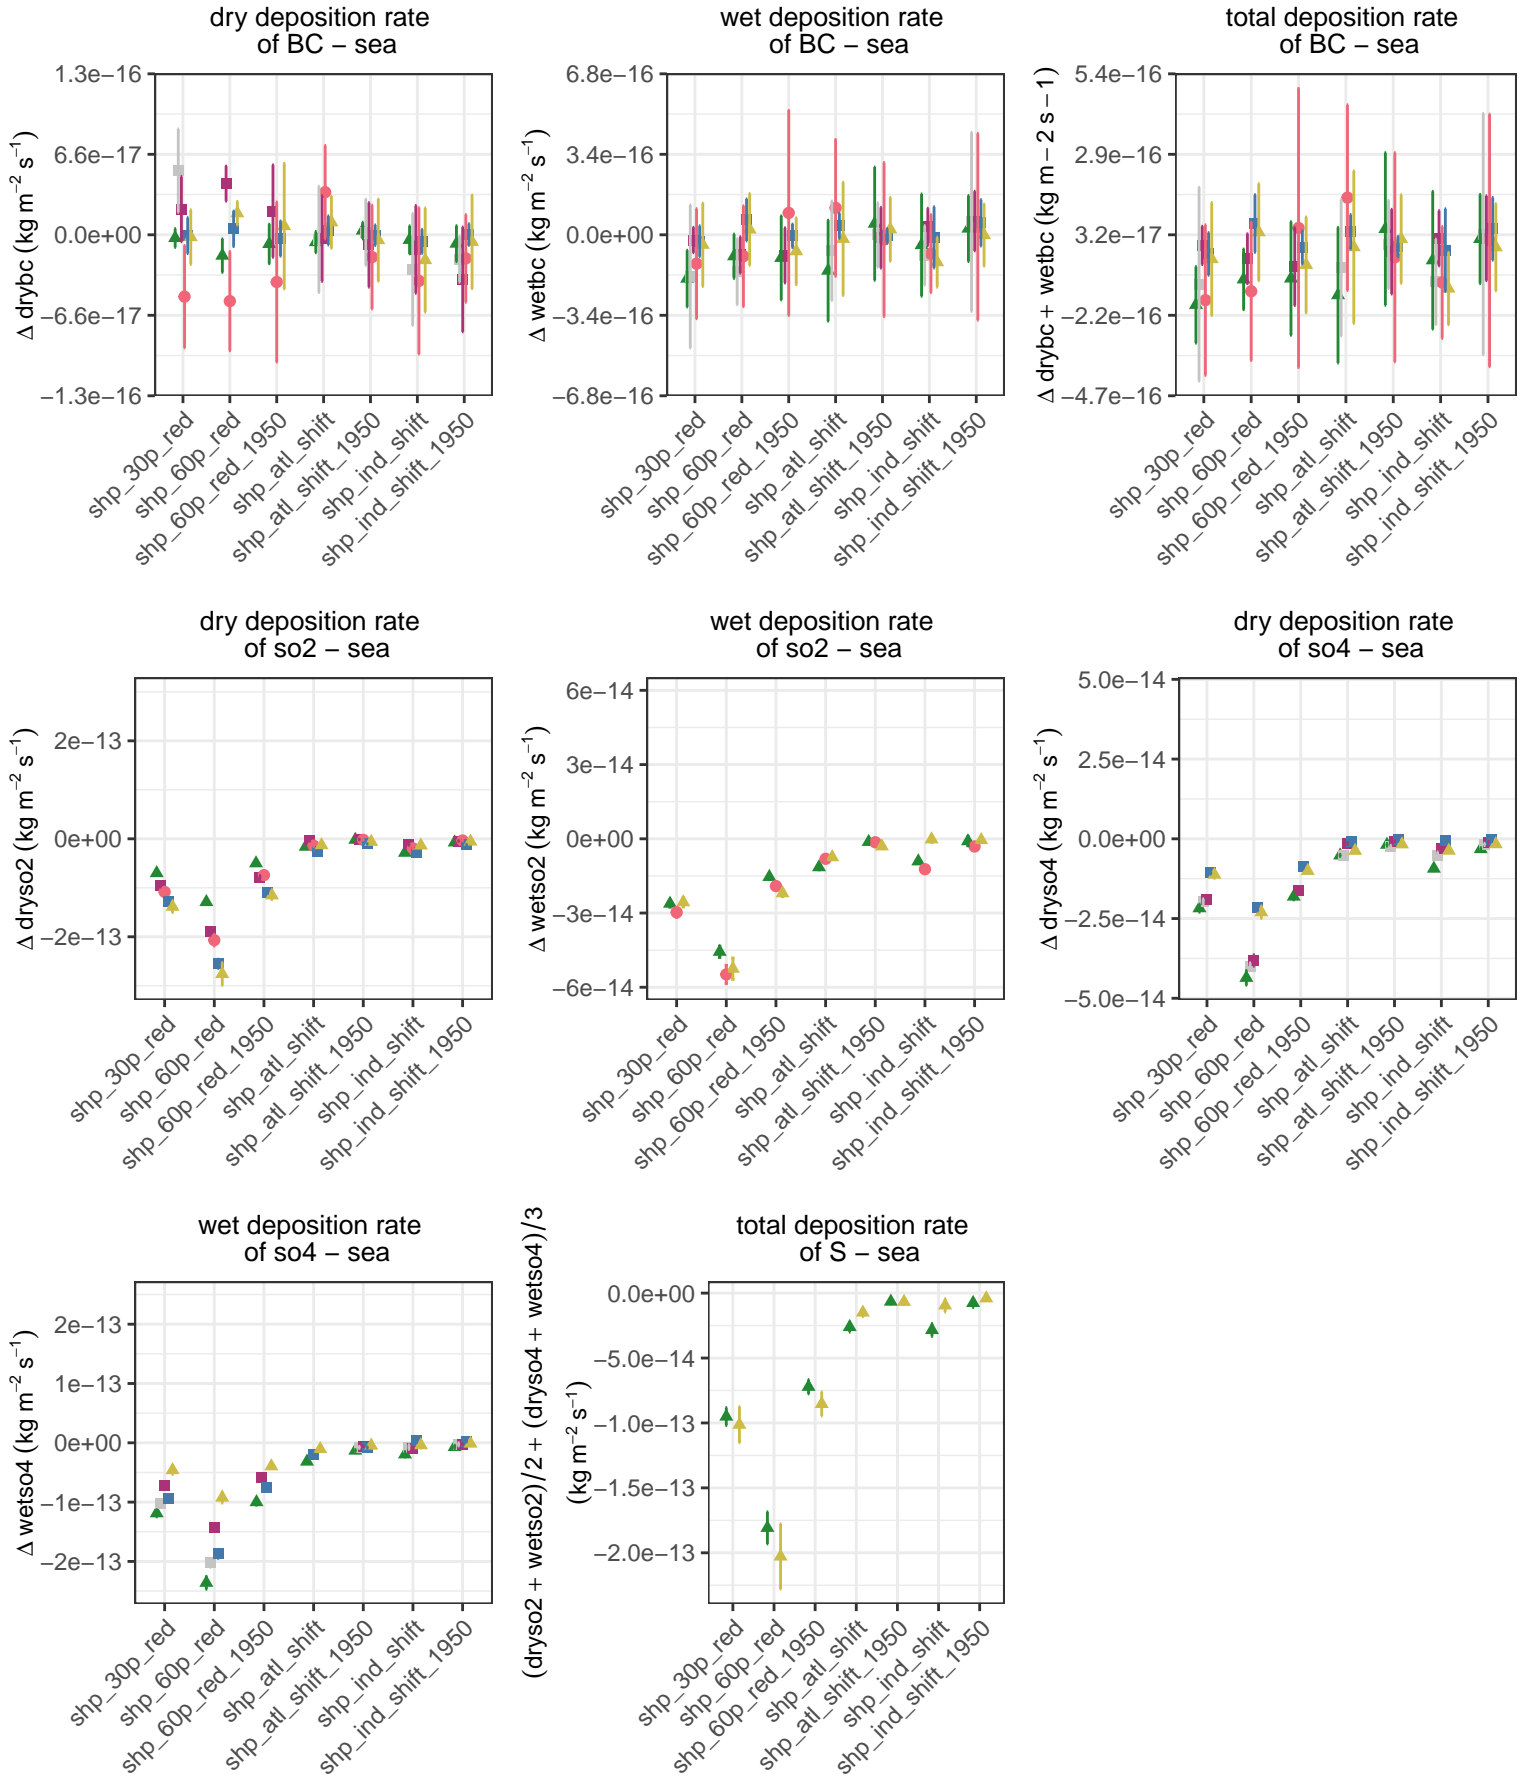 dry deposition rate
of BC − sea
Δ drybc (kg m−2 s−1)
1.3e−16
6.6e−17
0.0e+00
−6.6e−17
−1.3e−16
shp_30p_red
shp_60p_red
shp_60p_red_1950
shp_atl_shift
shp_atl_shift_1950
shp_ind_shift
shp_ind_shift_1950
wet deposition rate
of BC − sea
Δ wetbc (kg m−2 s−1)
6.8e−16
3.4e−16
0.0e+00
−3.4e−16
−6.8e−16
shp_30p_red
shp_60p_red
shp_60p_red_1950
shp_atl_shift
shp_atl_shift_1950
shp_ind_shift
shp_ind_shift_1950
total deposition rate
of BC − sea
Δ drybc + wetbc (kg m − 2 s − 1)
5.4e−16
2.9e−16
3.2e−17
−2.2e−16
−4.7e−16
shp_30p_red
shp_60p_red
shp_60p_red_1950
shp_atl_shift
shp_atl_shift_1950
shp_ind_shift
shp_ind_shift_1950
dry deposition rate
of so2 − sea
Δ dryso2 (kg m−2 s−1)
2e−13
0e+00
−2e−13
shp_30p_red
shp_60p_red
shp_60p_red_1950
shp_atl_shift
shp_atl_shift_1950
shp_ind_shift
shp_ind_shift_1950
wet deposition rate
of so2 − sea
Δ wetso2 (kg m−2 s−1)
6e−14
3e−14
0e+00
−3e−14
−6e−14
shp_30p_red
shp_60p_red
shp_60p_red_1950
shp_atl_shift
shp_atl_shift_1950
shp_ind_shift
shp_ind_shift_1950
dry deposition rate
of so4 − sea
Δ dryso4 (kg m−2 s−1)
5.0e−14
2.5e−14
0.0e+00
−2.5e−14
−5.0e−14
shp_30p_red
shp_60p_red
shp_60p_red_1950
shp_atl_shift
shp_atl_shift_1950
shp_ind_shift
shp_ind_shift_1950
wet deposition rate
of so4 − sea
Δ wetso4 (kg m−2 s−1)
2e−13
1e−13
0e+00
−1e−13
−2e−13
shp_30p_red
shp_60p_red
shp_60p_red_1950
shp_atl_shift
shp_atl_shift_1950
shp_ind_shift
shp_ind_shift_1950
total deposition rate
of S − sea
(dryso2 + wetso2)/2 + (dryso4 + wetso4)/3
(kg m−2 s−1)
0.0e+00
−5.0e−14
−1.0e−13
−1.5e−13
−2.0e−13
shp_30p_red
shp_60p_red
shp_60p_red_1950
shp_atl_shift
shp_atl_shift_1950
shp_ind_shift
shp_ind_shift_1950